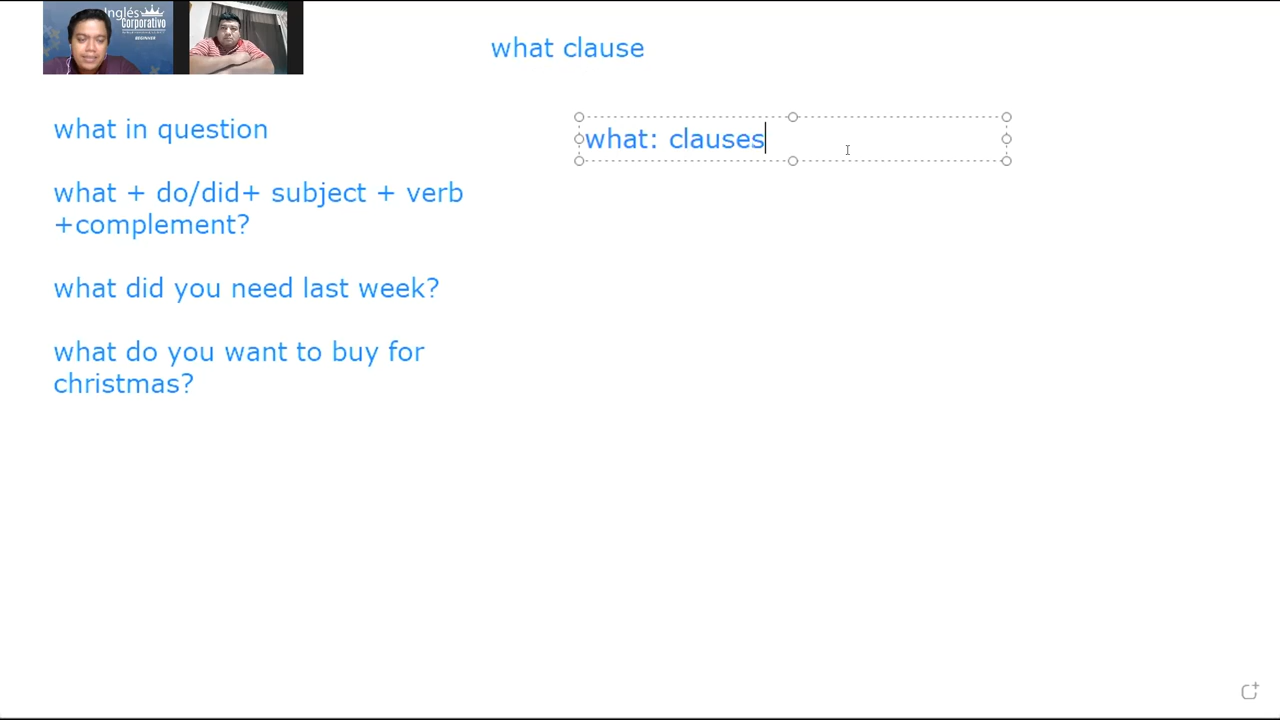 Inglés
Corporativo
BEGINNER
what clause
what in question
what: clauses
what + do/did+ subject + verb
+complement?
what did you need last week?
what do you want to buy for
christmas?